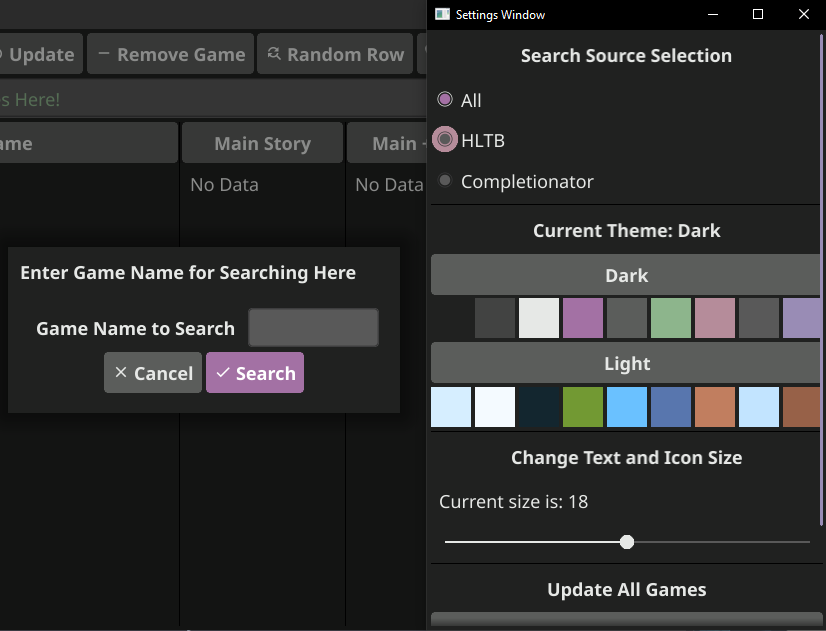 Settings Window
Update
Remove Game
Random Row
s Here!
ame
Main Story
Main
No Data
No Data
Enter Game Name for Searching Here
Game Name to Search
Cancel
Search
Search Source Selection
All
HLTB
Completionator
Current Theme: Dark
Dark
Light
Change Text and Icon Size
Current size is: 18
Update All Games